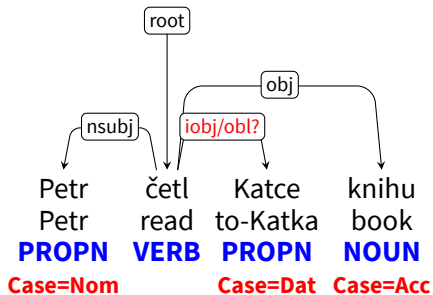 root
obj
nsubj
iobj/obl?
Petr četl Katce knihu
Petr read to-Katka book
PROPN VERB PROPN NOUN
Case=Nom Case=Dat Case=Acc